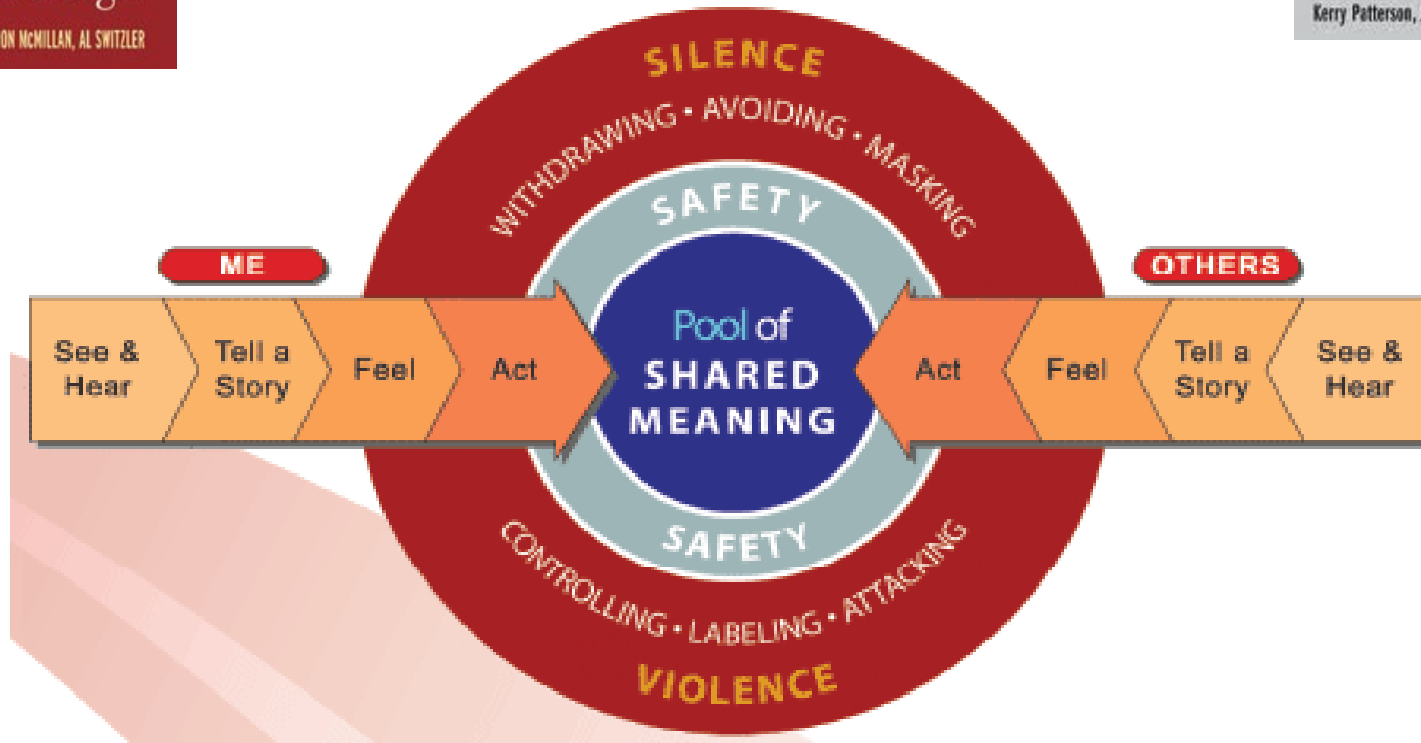 ON MCMILLAN, AL SWITZLER
Kerry Patterson,
SILENCE
WITHDRAWING • AVOIDING • MASKING
SAFETY
ME
OTHERS
See &
Hear
Tell a
Story
Feel
Act
Pool of
SHARED
MEANING
Act
Feel
Tell a
Story
See &
Hear
SAFETY
CONTROLLING • LABELING • ATTACKING
VIOLENCE